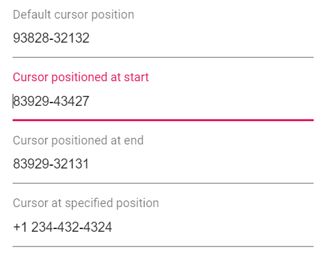 Default cursor position
93828-32132
Cursor positioned at start
83929-43427
Cursor positioned at end
83929-32131
Cursor at specified position
+1 234-432-4324